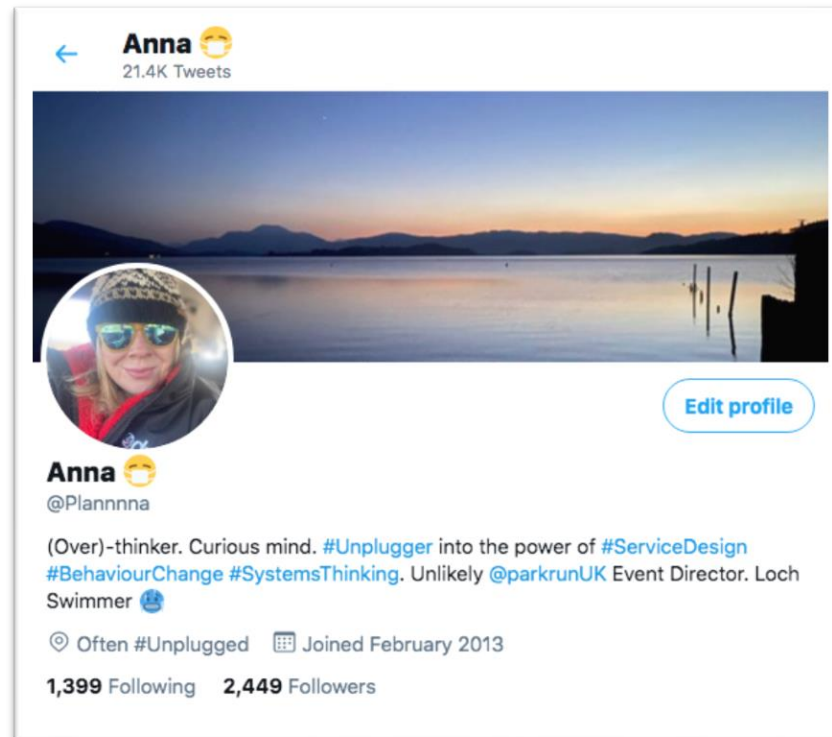 Anna 😷
21.4K Tweets
Edit profile
Anna 😷
@Plannnna
(Over)-thinker. Curious mind. #Unplugger into the power of #ServiceDesign
#BehaviourChange #SystemsThinking. Unlikely @parkrunUK Event Director. Loch
Swimmer 🥶
Often #Unplugged Joined February 2013
1,399 Following 2,449 Followers